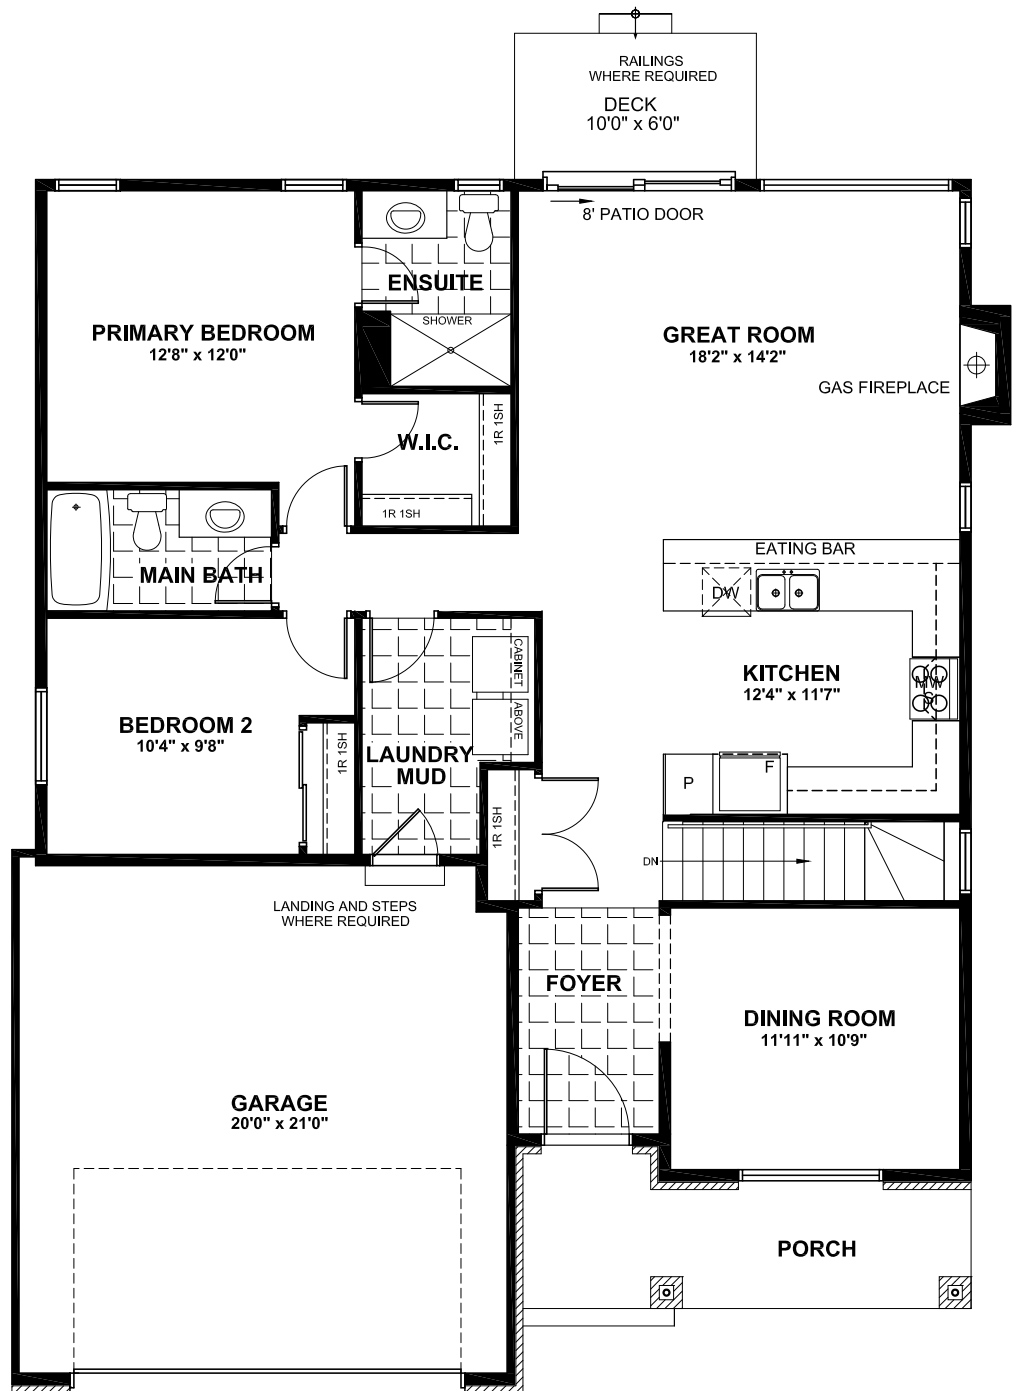 RAILINGS
WHERE REQUIRED
DECK
10'0" x 6'0"
8' PATIO DOOR
ENSUITE
SHOWER
PRIMARY BEDROOM
12'8" x 12'0"
GREAT ROOM
18'2" x 14'2"
GAS FIREPLACE
W.I.C.
1R 1SH
1R 1SH
MAIN BATH
EATING BAR
DW
KITCHEN
12'4" x 11'7"
MW
S
P
F
BEDROOM 2
10'4" x 9'8"
1R 1SH
CABINET
ABOVE
LAUNDRY
MUD
1R 1SH
DN
LANDING AND STEPS
WHERE REQUIRED
FOYER
DINING ROOM
11'11" x 10'9"
GARAGE
20'0" x 21'0"
PORCH